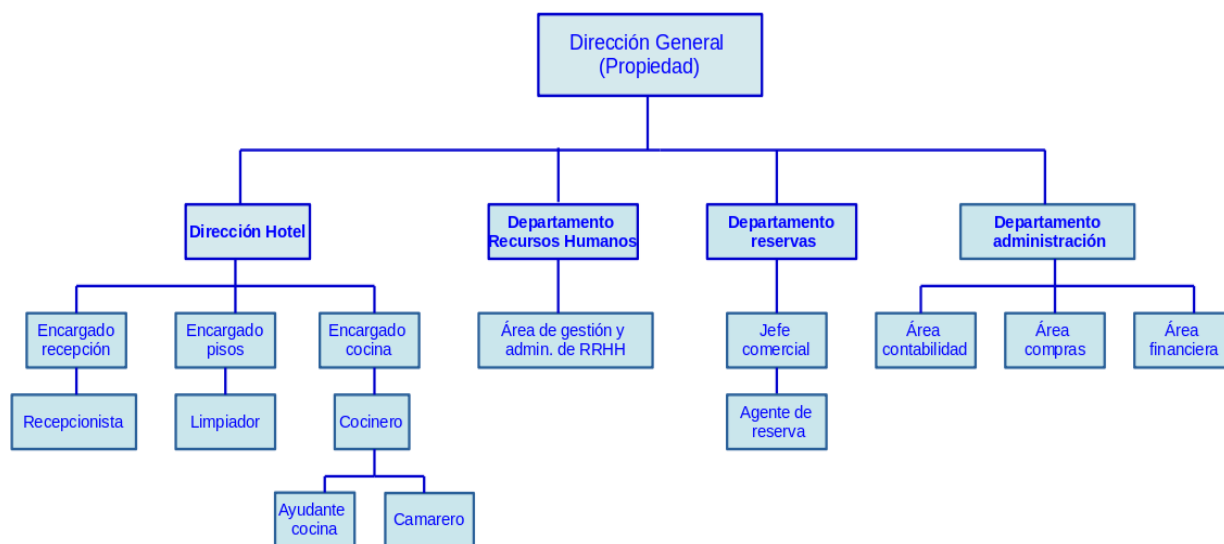 Dirección General
(Propiedad)
Dirección Hotel
Departamento
Recursos Humanos
Departamento
reservas
Departamento
administración
Encargado
recepción
Encargado
pisos
Encargado
cocina
Área de gestión y
admin. de RRHH
Jefe
comercial
Área
contabilidad
Área
compras
Área
financiera
Recepcionista
Limpiador
Cocinero
Agente de
reserva
Ayudante
cocina
Camarero